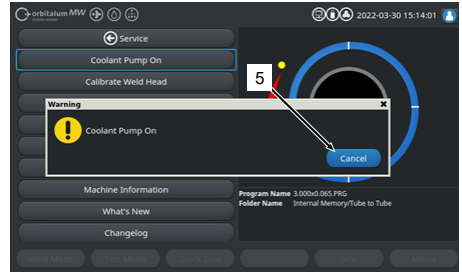 orbitalum MW
mobile welder
2022-03-30 15:14:01
Service
Coolant Pump On
Calibrate Weld Head
5
Warning
Coolant Pump On
Cancel
Machine Information
Program Name 3.000x0.065.PRG
Folder Name Internal Memory/Tube to Tube
What's New
Changelog
Weld Mode
Test Mode
Quick Save
Info
Menu